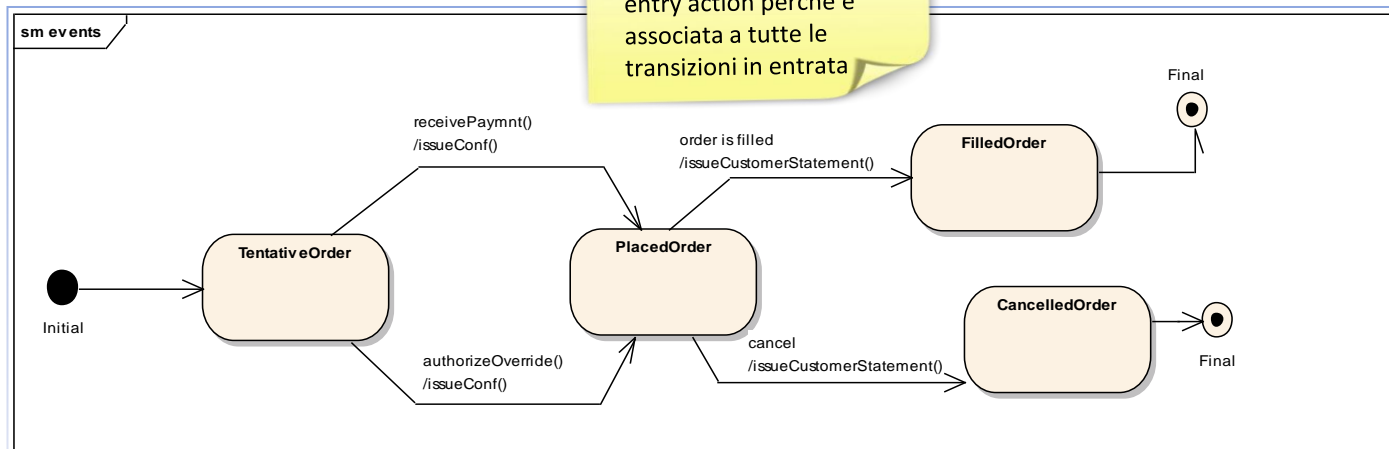 entry action perché è
associata a tutte le
transizioni in entrata
sm events
Final
receivePaymnt()
/issueConf()
order is filled
/issueCustomerStatement()
FilledOrder
TentativeOrder
PlacedOrder
Initial
CancelledOrder
authorizeOverride()
/issueConf()
cancel
/issueCustomerStatement()
Final